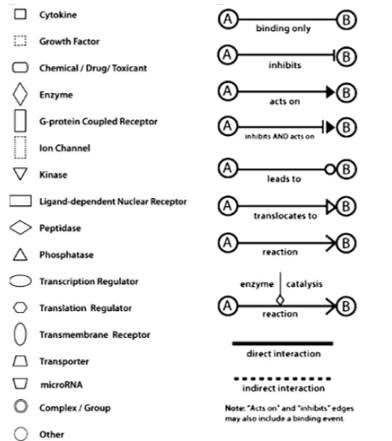 Cytokine
Growth Factor
Chemical / Drug/ Toxicant
Enzyme
G-protein Coupled Receptor
Ion Channel
Kinase
Ligand-dependent Nuclear Receptor
Peptidase
Phosphatase
Transcription Regulator
Translation Regulator
Transmembrane Receptor
Transporter
microRNA
Complex / Group
Other
A B
binding only
A B
inhibits
A B
acts on
A B
inhibits AND acts on
A B
leads to
A B
translocates to
A B
reaction
enzyme catalysis
A B
reaction
direct interaction
indirect interaction
Note: "Acts on" and "inhibits" edges
may also include a binding event